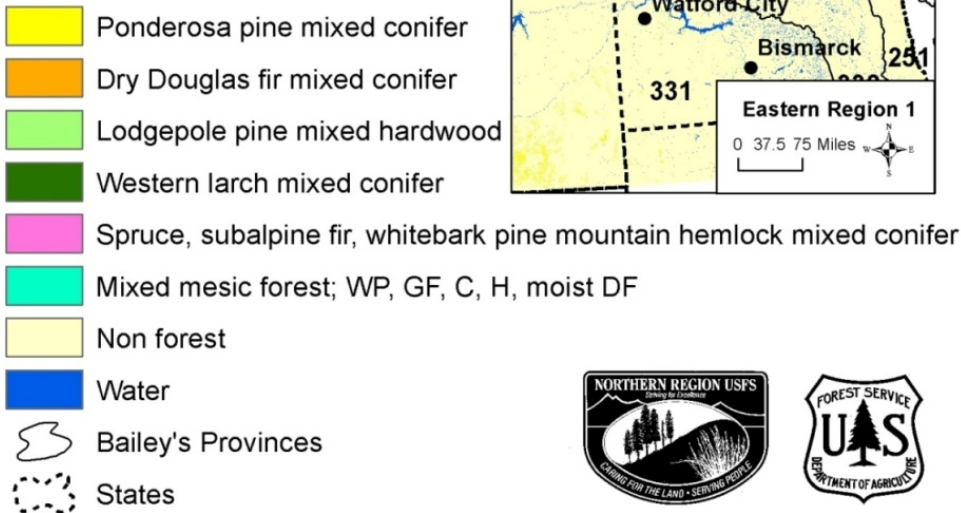 Ponderosa pine mixed conifer
Dry Douglas fir mixed conifer
Lodgepole pine mixed hardwood
Western larch mixed conifer
Spruce, subalpine fir, whitebark pine mountain hemlock mixed conifer
Mixed mesic forest; WP, GF, C, H, moist DF
Non forest
Water
Bailey's Provinces
States
Watford City
Bismarck
251
331
Eastern Region 1
0 37.5 75 Miles
N
W E
S
NORTHERN REGION USFS
Striving for Excellence
CARING FOR THE LAND • SERVING PEOPLE
FOREST SERVICE
U S
DEPARTMENT OF AGRICULTURE